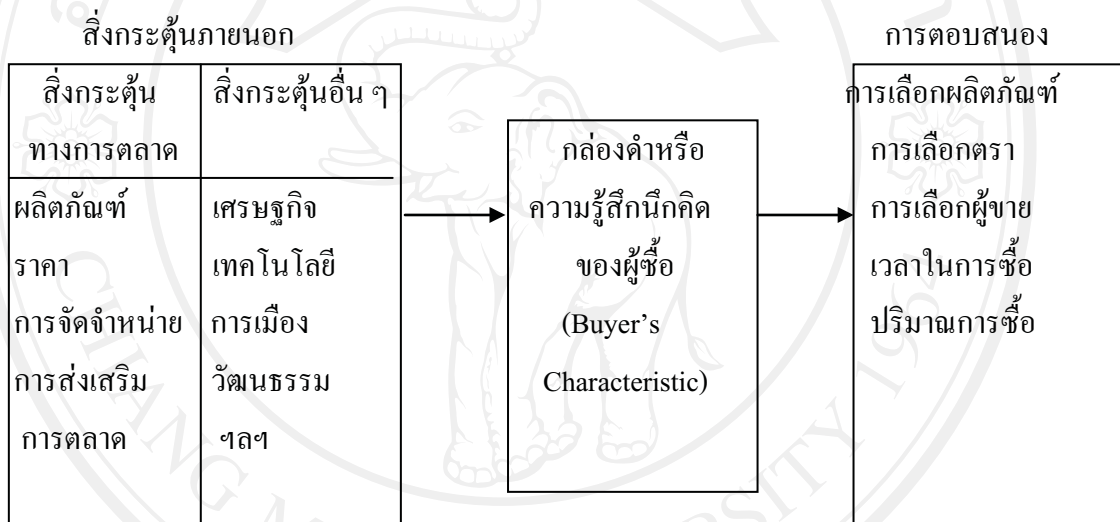 สิ่งกระตุ้นภายนอก
การตอบสนอง
สิ่งกระตุ้น
ทางการตลาด
สิ่งกระตุ้นอื่น ๆ
ผลิตภัณฑ์
ราคา
การจัดจำหน่าย
การส่งเสริม
การตลาด
เศรษฐกิจ
เทคโนโลยี
การเมือง
วัฒนธรรม
ฯลฯ
กล่องดำหรือ
ความรู้สึกนึกคิด
ของผู้ซื้อ
(Buyer’s
Characteristic)
การเลือกผลิตภัณฑ์
การเลือกตรา
การเลือกผู้ขาย
เวลาในการซื้อ
ปริมาณการซื้อ